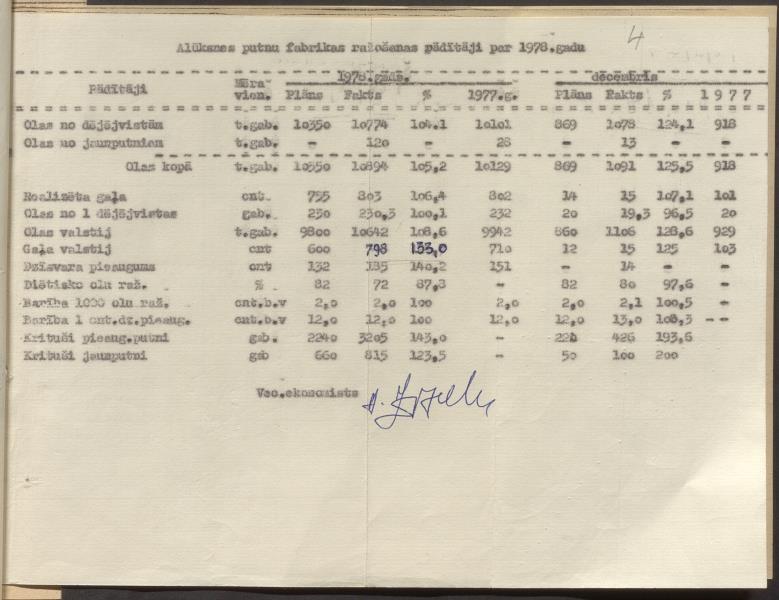 4
Alūksnes putnu fabrikas ražošanas pādītāji par 1978.gadu
Pādītāji Mēra vien. 1978.gads. decembris
Plāns Fakts % 1977.g. Plāns Fakts % 1977
Olas no dējējvistām t.gab. 10350 10774 104,1 10101 869 1078 124,1 918
Olas no jaunputniem t.gab. - 120 - 28 - 13 - -
Olas kopā t.gab. 10350 10894 105,2 10129 869 1091 125,5 918
Realizēta gaļa cnt. 755 803 106,4 802 14 15 107,1 101
Olas no 1 dējējvistas gab. 230 230,3 100,1 232 20 19,3 96,5 20
Olas valstij t.gab. 9800 10642 108,6 9942 860 1106 128,6 929
Gaļa valstij cnt 600 798 133,0 710 12 15 125 103
Dzīsvara pieaugums cnt 132 185 140,2 151 - 14 - -
Diētisko olu raž. % 82 72 87,8 - 82 80 97,6 -
Barība 1000 olu raž. cnt.b.v 2,0 2,0 100 2,0 2,0 2,1 100,5 -
Barība 1 cnt.dz.pieaug. cnt.b.v 12,0 12,0 100 12,0 12,0 13,0 108,3 --
Krituši pieaug.putni gab. 2240 3205 143,0 - 220 426 193,6
Krituši jaunputni gab 660 815 123,5 - 50 100 200
Vec.ekonomists